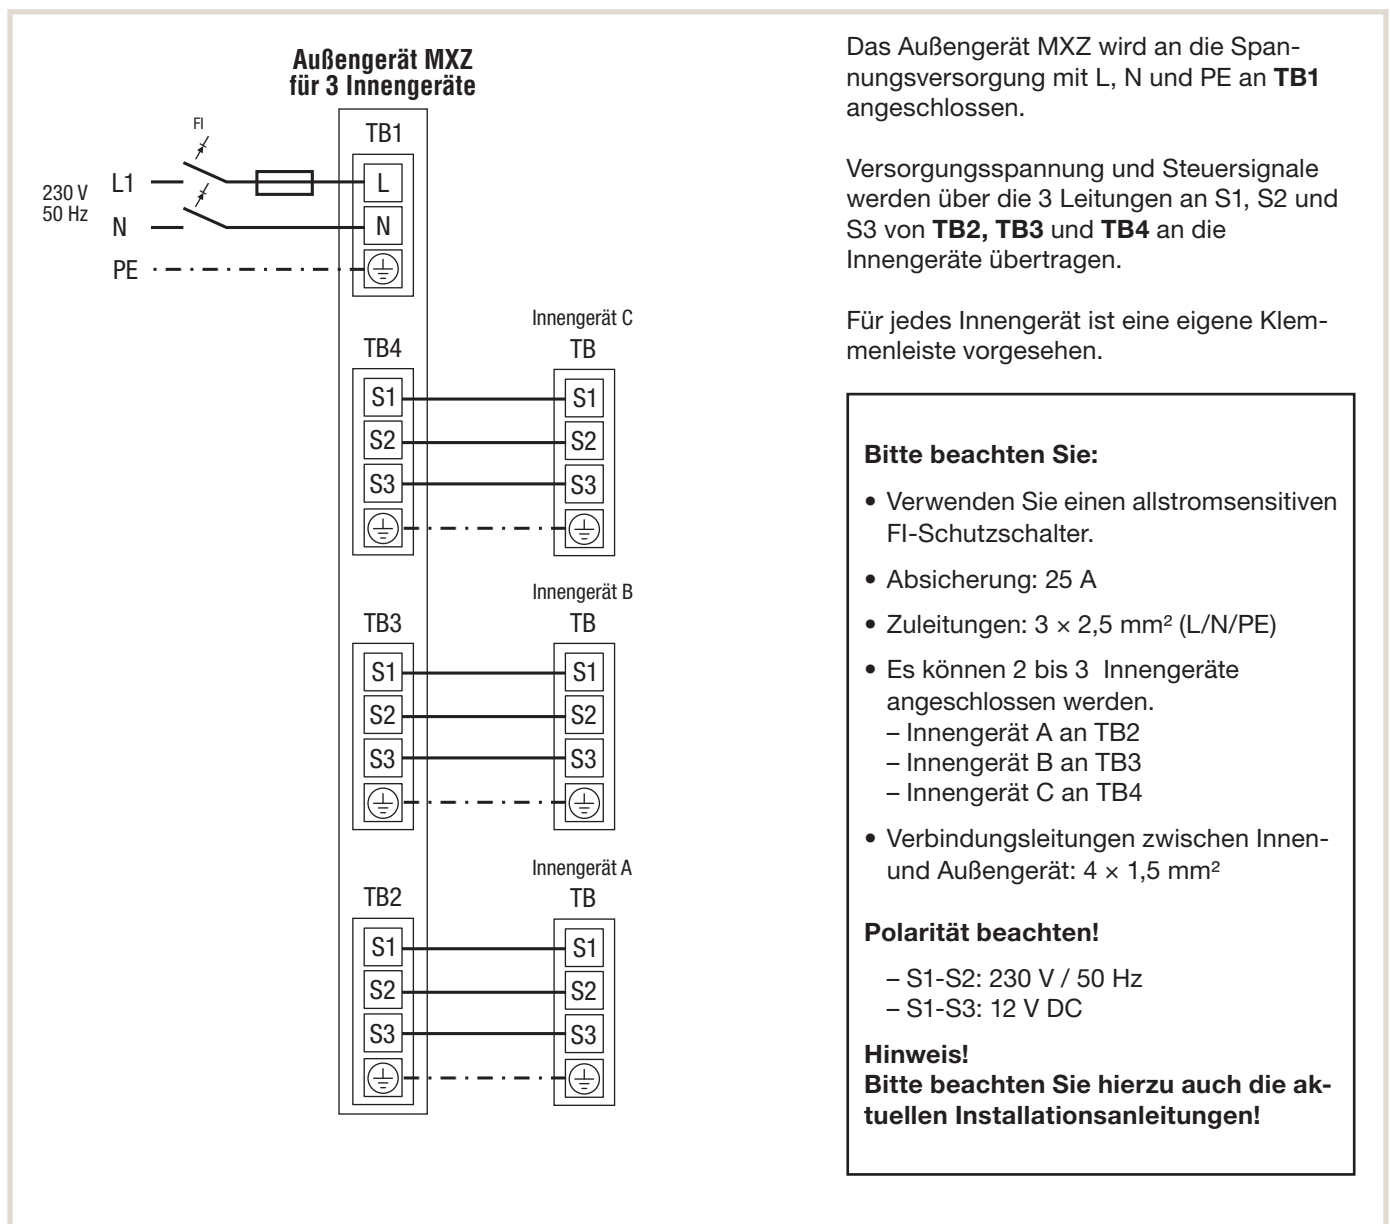 Außengerät MXZ
für 3 Innengeräte
FI
TB1
L1
L
230 V
50 Hz
N
N
PE
Innengerät C
TB4
TB
S1
S1
S2
S2
S3
S3
Innengerät B
TB3
TB
S1
S1
S2
S2
S3
S3
Innengerät A
TB2
TB
S1
S1
S2
S2
S3
S3
Das Außengerät MXZ wird an die Span-
nungsversorgung mit L, N und PE an TB1
angeschlossen.
Versorgungsspannung und Steuersignale
werden über die 3 Leitungen an S1, S2 und
S3 von TB2, TB3 und TB4 an die
Innengeräte übertragen.
Für jedes Innengerät ist eine eigene Klem-
menleiste vorgesehen.
Bitte beachten Sie:
• Verwenden Sie einen allstromsensitiven
FI-Schutzschalter.
• Absicherung: 25 A
• Zuleitungen: 3 × 2,5 mm² (L/N/PE)
• Es können 2 bis 3 Innengeräte
angeschlossen werden.
– Innengerät A an TB2
– Innengerät B an TB3
– Innengerät C an TB4
• Verbindungsleitungen zwischen Innen-
und Außengerät: 4 × 1,5 mm²
Polarität beachten!
– S1-S2: 230 V / 50 Hz
– S1-S3: 12 V DC
Hinweis!
Bitte beachten Sie hierzu auch die ak-
tuellen Installationsanleitungen!